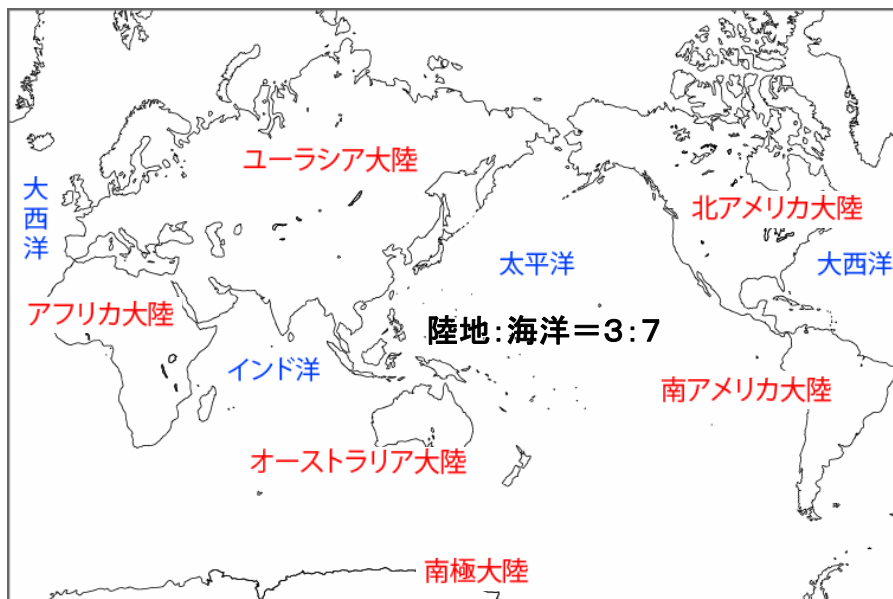 ユーラシア大陸
大西洋
北アメリカ大陸
太平洋
大西洋
アフリカ大陸
陸地:海洋=3:7
インド洋
南アメリカ大陸
オーストラリア大陸
南極大陸